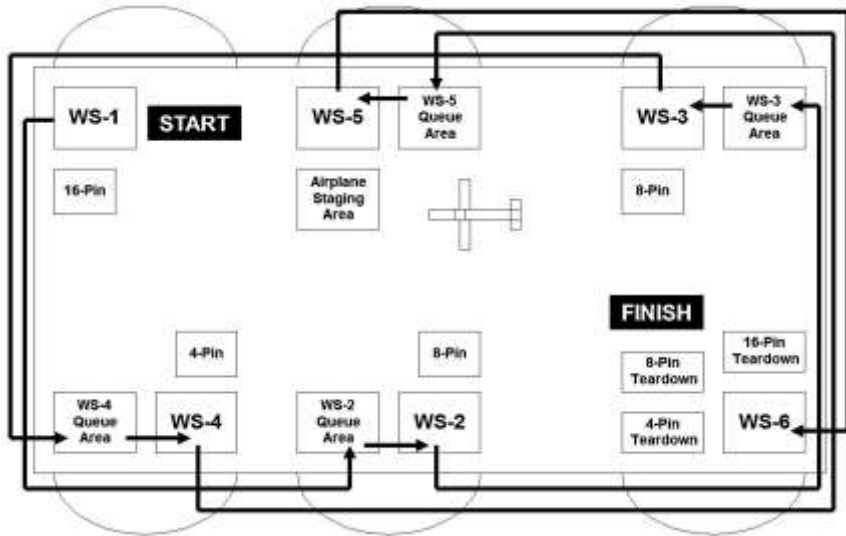 WS-1
START
WS-5
WS-5
Queue
Area
WS-3
WS-3
Queue
Area
16-Pin
Airplane
Staging
Area
8-Pin
FINISH
4-Pin
8-Pin
8-Pin
Teardown
16-Pin
Teardown
WS-4
Queue
Area
WS-4
WS-2
Queue
Area
WS-2
4-Pin
Teardown
WS-6